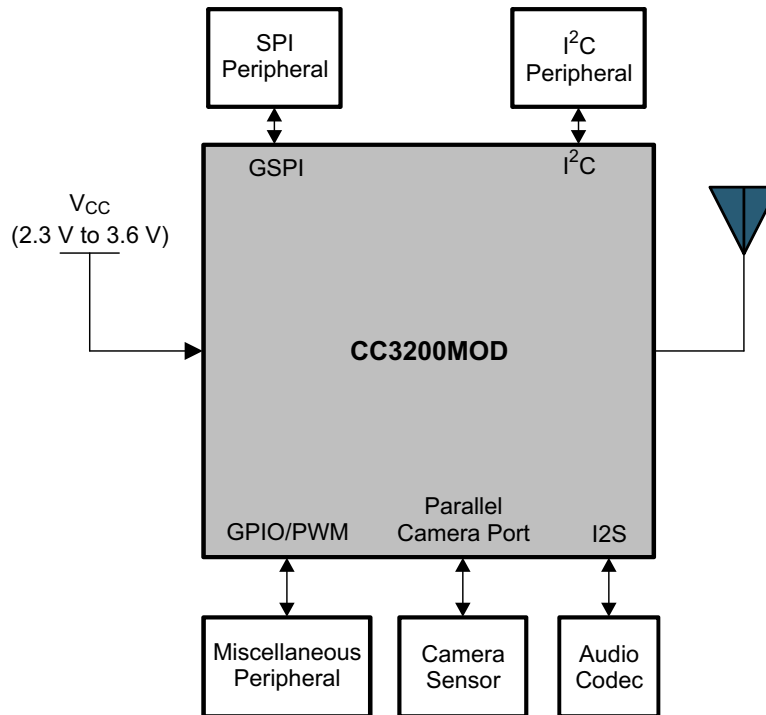 SPI
Peripheral
I²C
Peripheral
GSPI
I²C
VCC
(2.3 V to 3.6 V)
CC3200MOD
GPIO/PWM
Parallel
Camera Port
I2S
Miscellaneous
Peripheral
Camera
Sensor
Audio
Codec